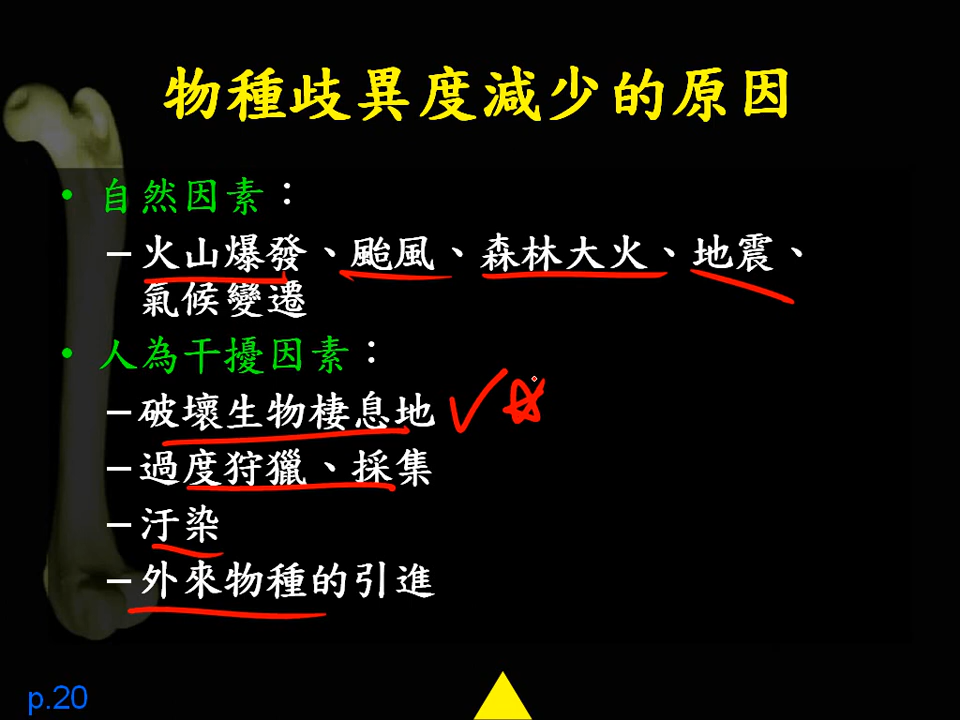 物種歧異度減少的原因
• 自然因素：
–火山爆發、颱風、森林大火、地震、
氣候變遷
• 人為干擾因素：
–破壞生物棲息地
–過度狩獵、採集
–汙染
–外來物種的引進
p.20